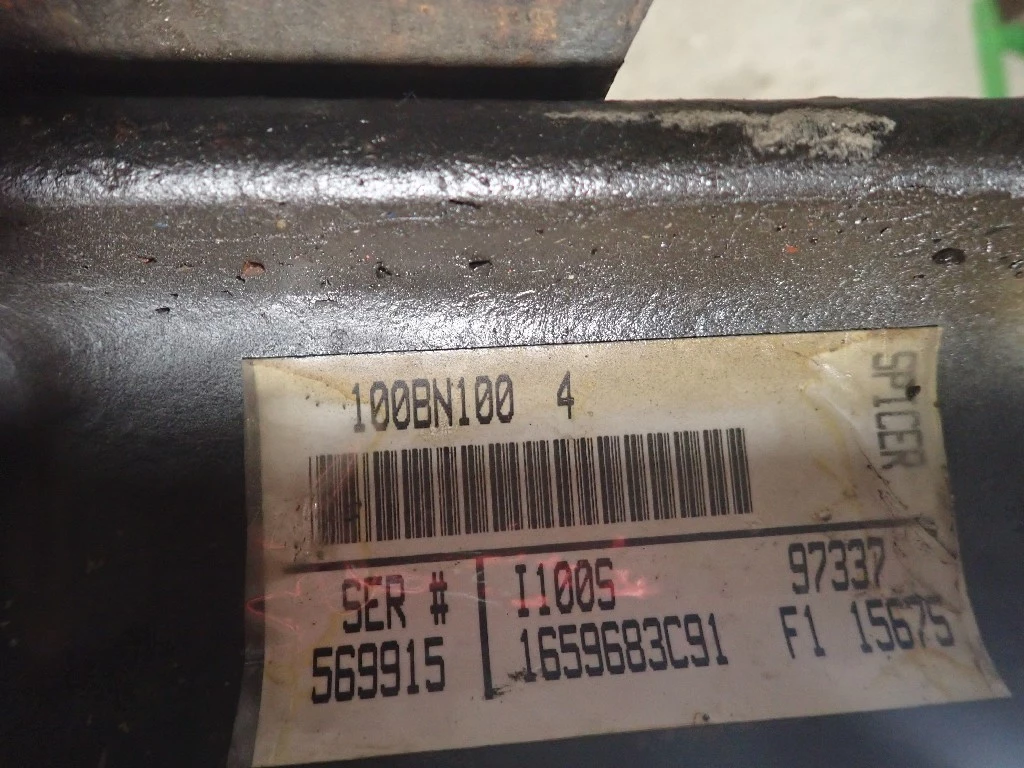 100BN100 4
SPICER
SER # I100S 97337
569915 1659683C91 F1 15675